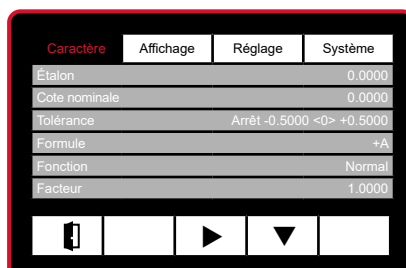 Caractère Affichage Réglage Système
Étalon 0.0000
Cote nominale 0.0000
Tolérance Arrêt -0.5000 <0> +0.5000
Formule +A
Fonction Normal
Facteur 1.0000